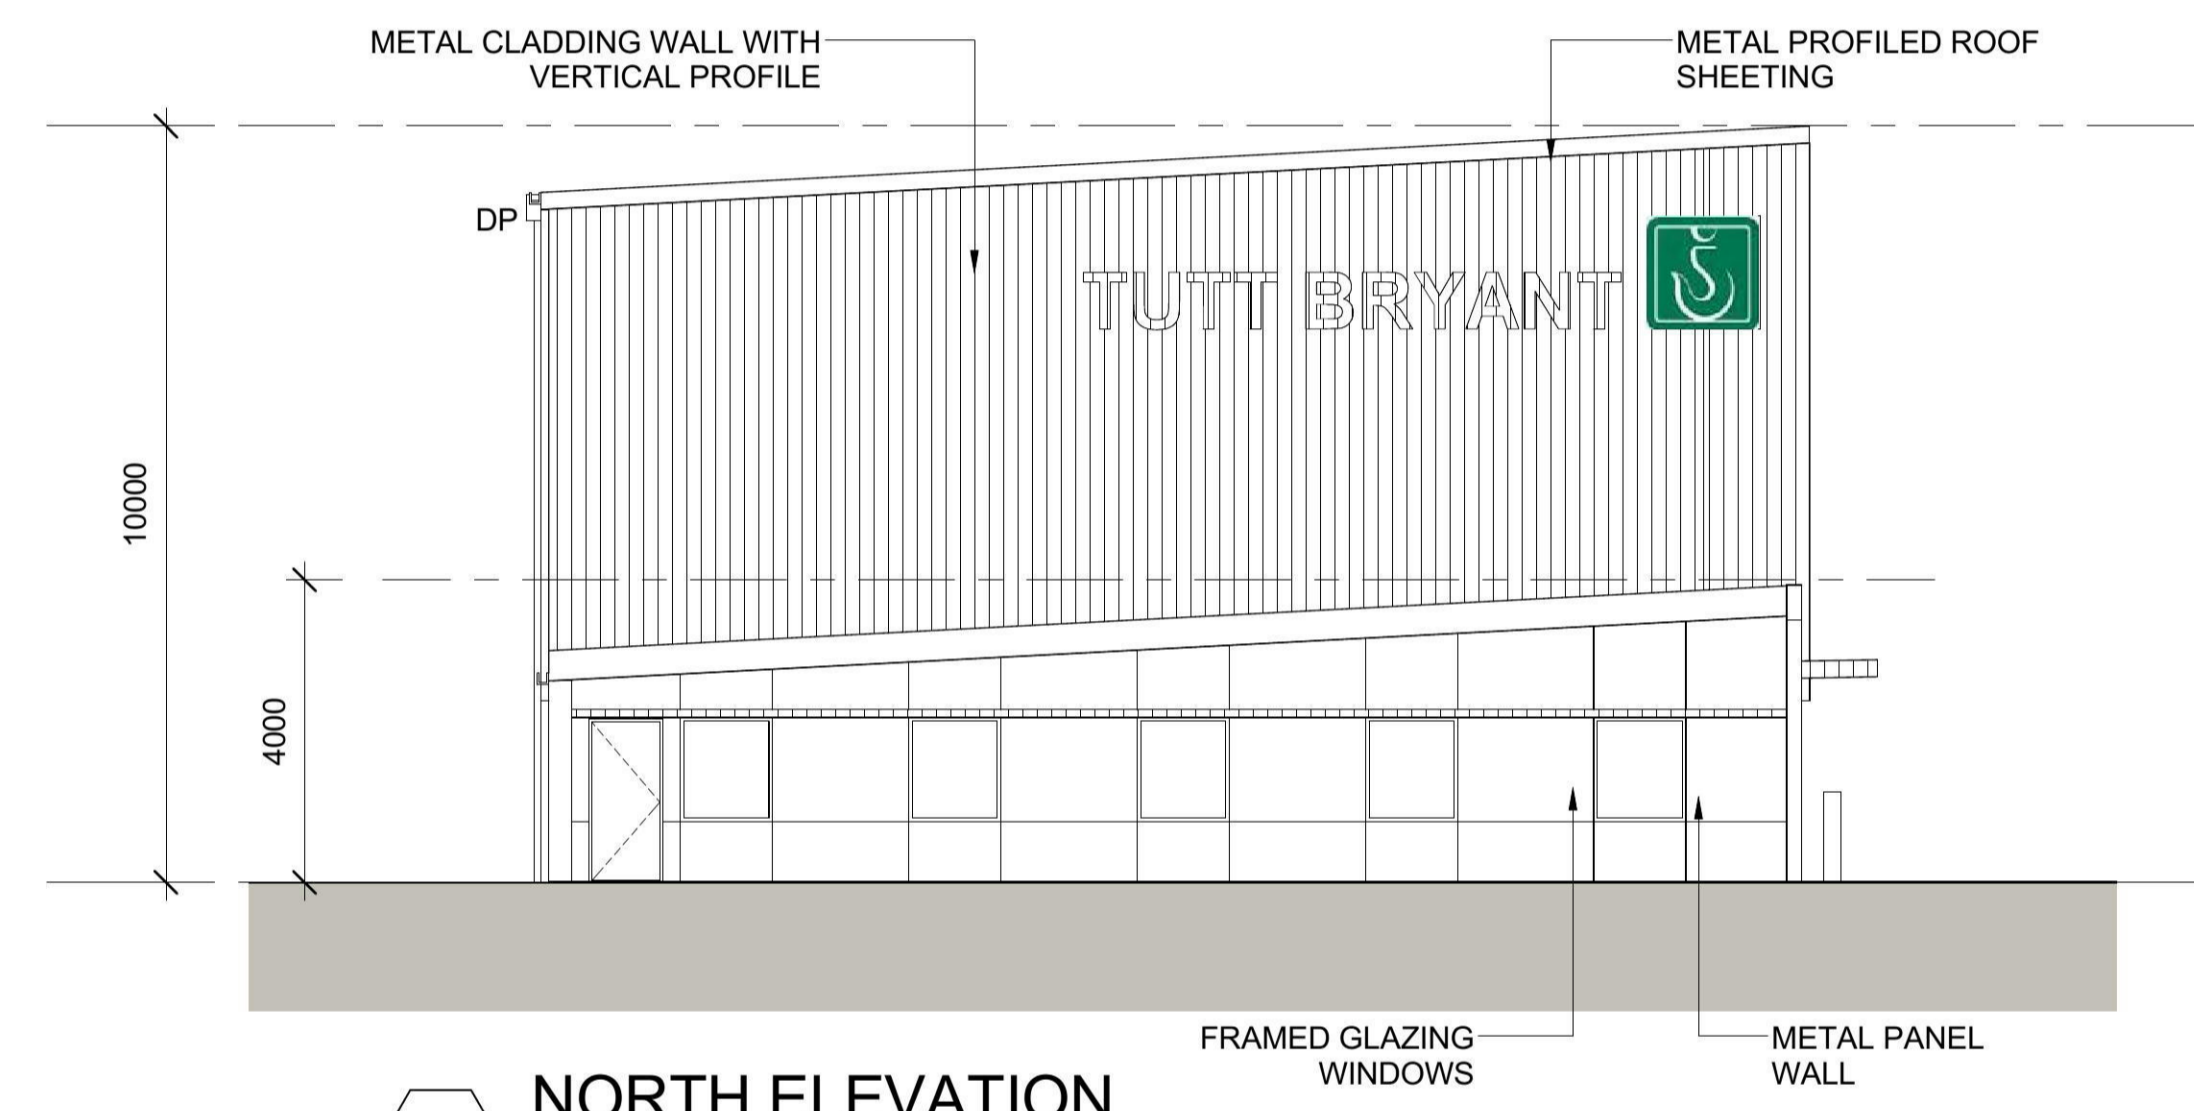 METAL CLADDING WALL WITH
VERTICAL PROFILE
METAL PROFILED ROOF
SHEETING
DP
TUTT BRYANT
10000
4000
FRAMED GLAZING
WINDOWS
METAL PANEL
WALL
NORTH ELEVATION